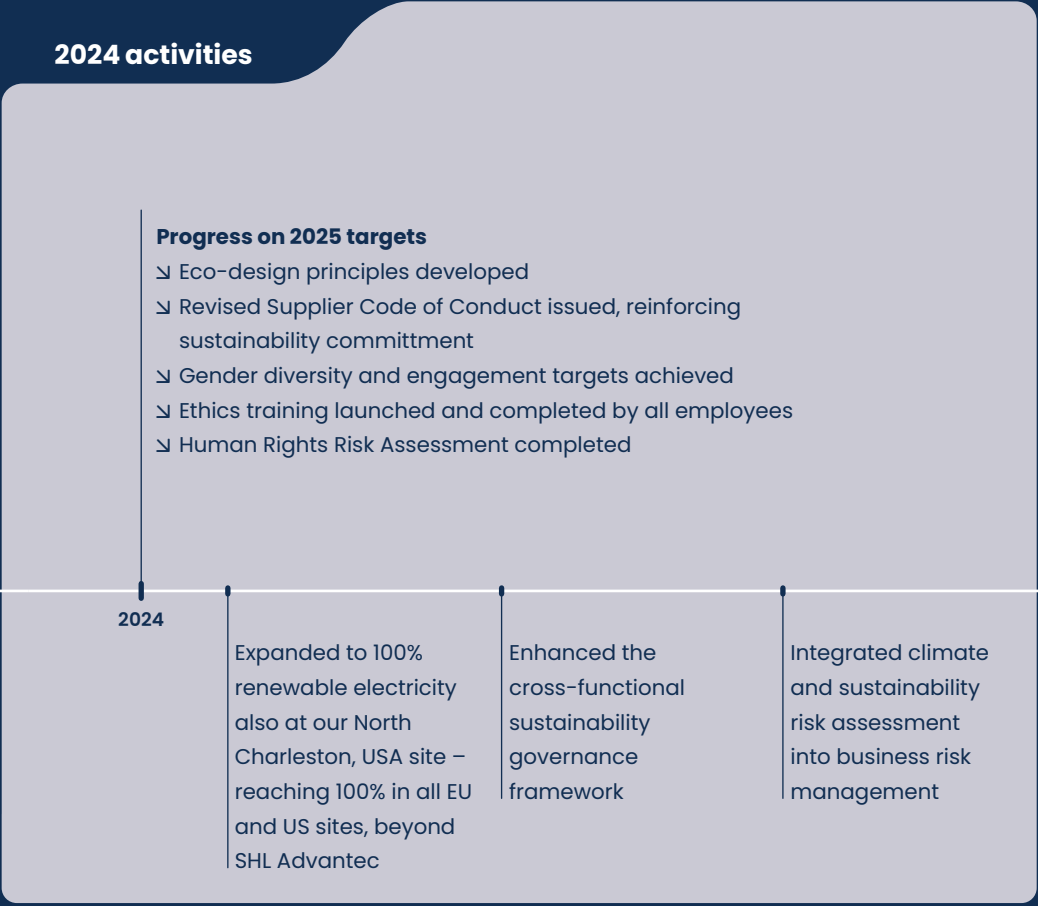 2024 activities
Progress on 2025 targets
↘ Eco-design principles developed
↘ Revised Supplier Code of Conduct issued, reinforcing
sustainability committment
↘ Gender diversity and engagement targets achieved
↘ Ethics training launched and completed by all employees
↘ Human Rights Risk Assessment completed
2024
Expanded to 100%
renewable electricity
also at our North
Charleston, USA site –
reaching 100% in all EU
and US sites, beyond
SHL Advantec
Enhanced the
cross-functional
sustainability
governance
framework
Integrated climate
and sustainability
risk assessment
into business risk
management